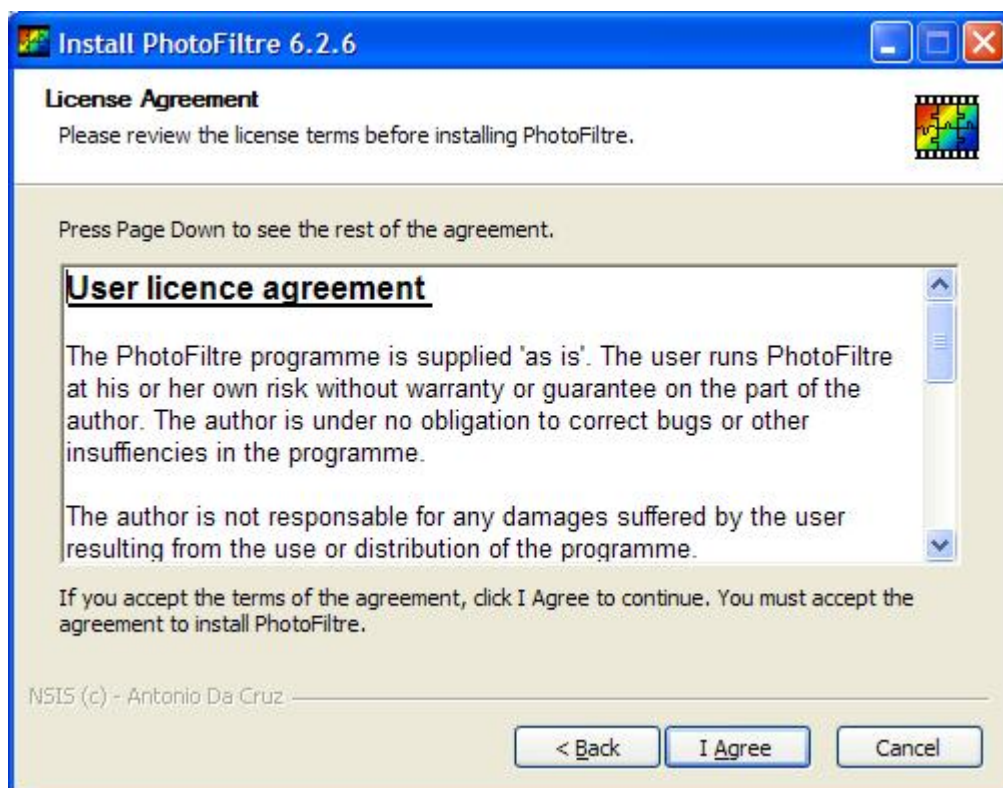 Install PhotoFiltre 6.2.6
License Agreement
Please review the license terms before installing PhotoFiltre.
Press Page Down to see the rest of the agreement.
User licence agreement
The PhotoFiltre programme is supplied 'as is'. The user runs PhotoFiltre
at his or her own risk without warranty or guarantee on the part of the
author. The author is under no obligation to correct bugs or other
insuffiencies in the programme.
The author is not responsable for any damages suffered by the user
resulting from the use or distribution of the programme.
If you accept the terms of the agreement, click I Agree to continue. You must accept the
agreement to install PhotoFiltre.
NSIS (c) - Antonio Da Cruz
< Back
I Agree
Cancel